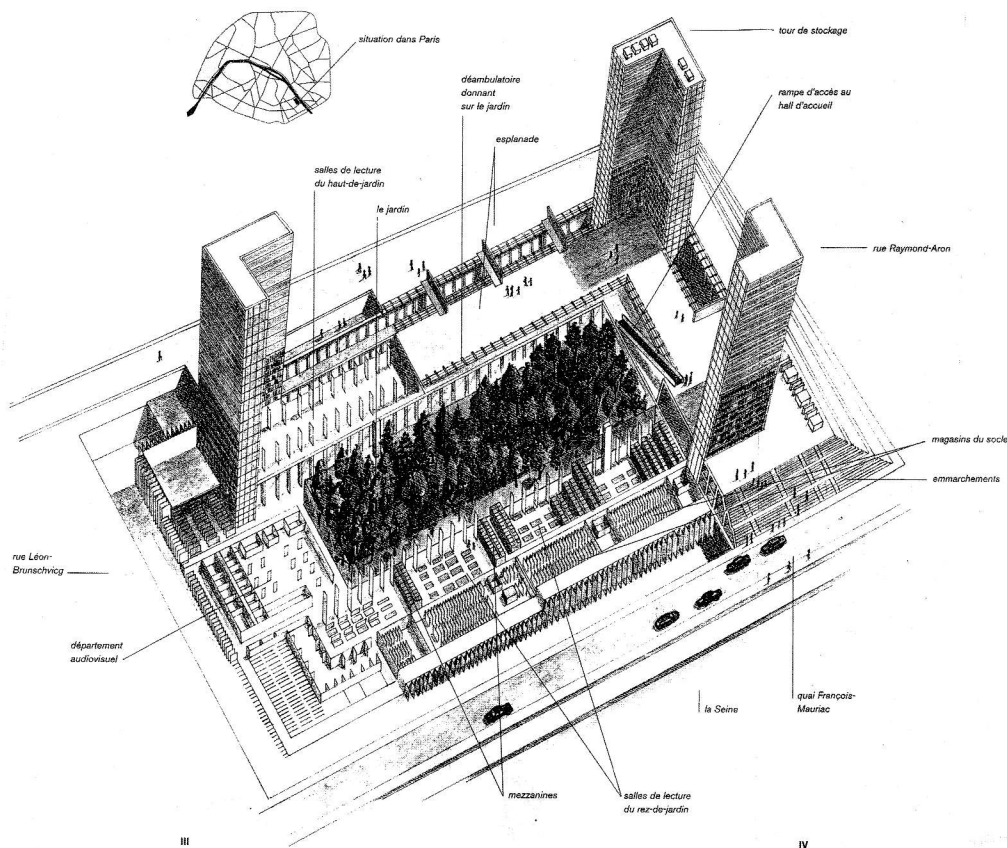 situation dans Paris
tour de stockage
déambulatoire
donnant
sur le jardin
rampe d'accès au
hall d'accueil
esplanade
salles de lecture
du haut-de-jardin
le jardin
rue Raymond-Aron
magasins du socle
emmarchements
rue Léon-
Brunschvicg
département
audiovisuel
quai François-
Mauriac
la Seine
mezzanines
salles de lecture
du rez-de-jardin
III
IV